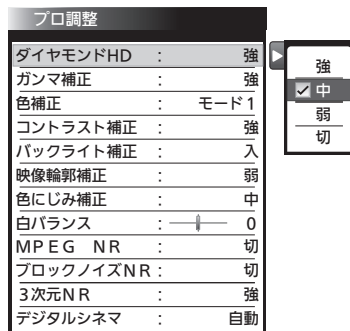 プロ調整
ダイヤモンドHD : 強
ガンマ補正 : 強
色補正 : モード1
コントラスト補正 : 強
バックライト補正 : 入
映像輪郭補正 : 弱
色にじみ補正 : 中
白バランス : 0
MPEG NR : 切
ブロックノイズNR : 切
3次元NR : 強
デジタルシネマ : 自動
強
中
弱
切